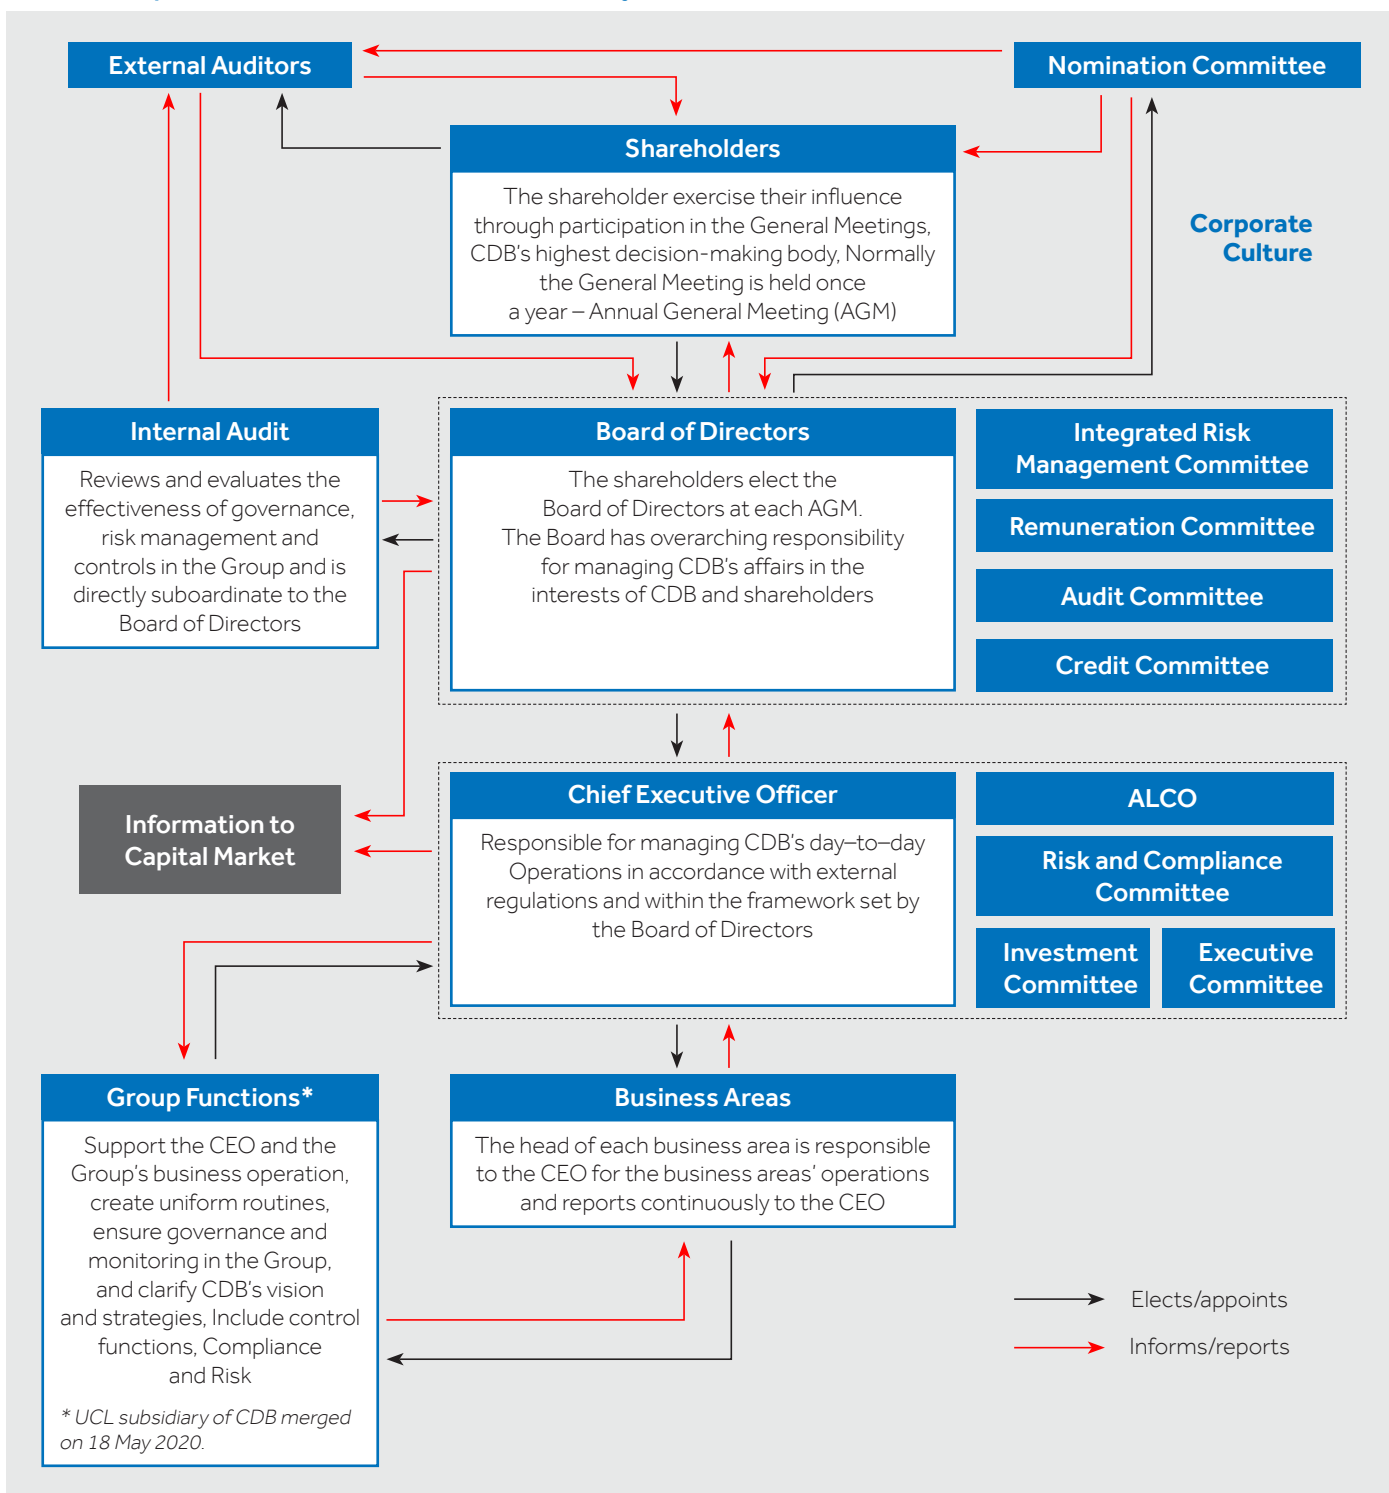 External Auditors
Nomination Committee
Shareholders
The shareholder exercise their influence
through participation in the General Meetings,
CDB's highest decision-making body, Normally
the General Meeting is held once
a year – Annual General Meeting (AGM)
Corporate
Culture
Internal Audit
Reviews and evaluates the
effectiveness of governance,
risk management and
controls in the Group and is
directly suboardinate to the
Board of Directors
Board of Directors
The shareholders elect the
Board of Directors at each AGM.
The Board has overarching responsibility
for managing CDB's affairs in the
interests of CDB and shareholders
Integrated Risk
Management Committee
Remuneration Committee
Audit Committee
Credit Committee
Information to
Capital Market
Chief Executive Officer
Responsible for managing CDB's day–to–day
Operations in accordance with external
regulations and within the framework set by
the Board of Directors
ALCO
Risk and Compliance
Committee
Investment
Committee
Executive
Committee
Group Functions*
Support the CEO and the
Group's business operation,
create uniform routines,
ensure governance and
monitoring in the Group,
and clarify CDB's vision
and strategies, Include control
functions, Compliance
and Risk
* UCL subsidiary of CDB merged
on 18 May 2020.
Business Areas
The head of each business area is responsible
to the CEO for the business areas' operations
and reports continuously to the CEO
Elects/appoints
Informs/reports